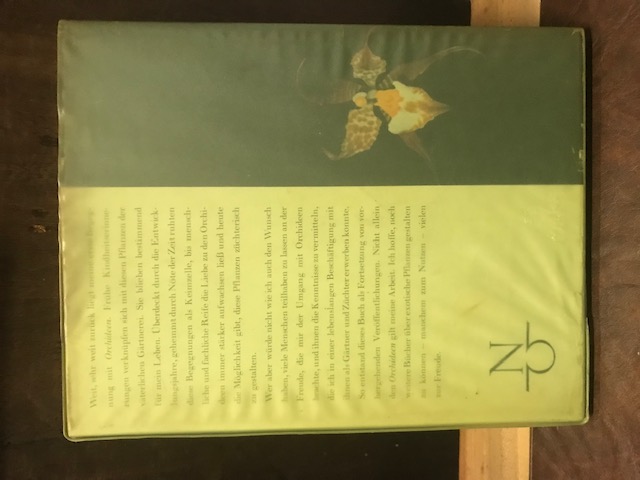 Weit, sehr weit zurück liegt meine erste Begeg-
nung mit Orchideen. Frühe Kindheitserinne-
rungen verknüpfen sich mit diesen Pflanzen der
väterlichen Gärtnerei. Sie blieben bestimmend
für mein Leben. Überdeckt durch die Entwick-
lungsjahre, gehemmt durch Nöte der Zeit ruhten
diese Begegnungen als Keimzelle, bis mensch-
liche und fachliche Reife die Liebe zu den Orchi-
deen immer stärker aufwachsen ließ und heute
die Möglichkeit gibt, diese Pflanzen züchterisch
zu gestalten.
Wer aber würde nicht wie ich auch den Wunsch
haben, viele Menschen teilhaben zu lassen an der
Freude, die mir der Umgang mit Orchideen
brachte, und ihnen die Kenntnisse zu vermitteln,
die ich in einer lebenslangen Beschäftigung mit
ihnen als Gärtner und Züchter erwerben konnte.
So entstand dieses Buch als Fortsetzung von vor-
hergehenden Veröffentlichungen. Nicht allein
den Orchideen gilt meine Arbeit. Ich hoffe, noch
weitere Bücher über exotische Pflanzen gestalten
zu können – manchem zum Nutzen – vielen
zur Freude.